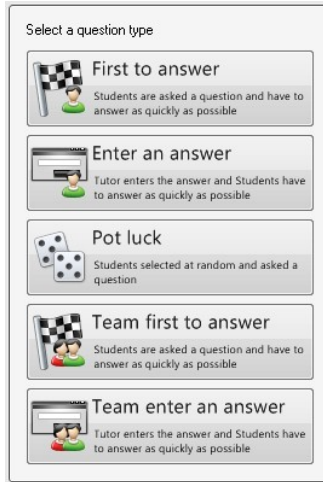 Select a question type
First to answer
Students are asked a question and have to
answer as quickly as possible
Enter an answer
Tutor enters the answer and Students have
to answer as quickly as possible
Pot luck
Students selected at random and asked a
question
Team first to answer
Students are asked a question and have to
answer as quickly as possible
Team enter an answer
Tutor enters the answer and Students have
to answer as quickly as possible